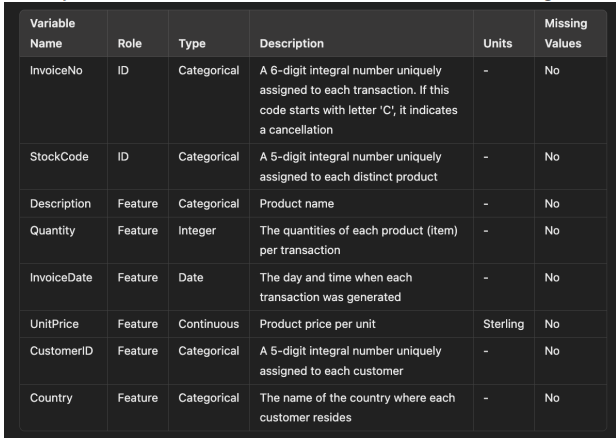 Variable Name Role Type Description Units Missing Values
InvoiceNo ID Categorical A 6-digit integral number uniquely - No
assigned to each transaction. If this
code starts with letter 'C', it indicates
a cancellation
StockCode ID Categorical A 5-digit integral number uniquely - No
assigned to each distinct product
Description Feature Categorical Product name - No
Quantity Feature Integer The quantities of each product (item) - No
per transaction
InvoiceDate Feature Date The day and time when each - No
transaction was generated
UnitPrice Feature Continuous Product price per unit Sterling No
CustomerID Feature Categorical A 5-digit integral number uniquely - No
assigned to each customer
Country Feature Categorical The name of the country where each - No
customer resides